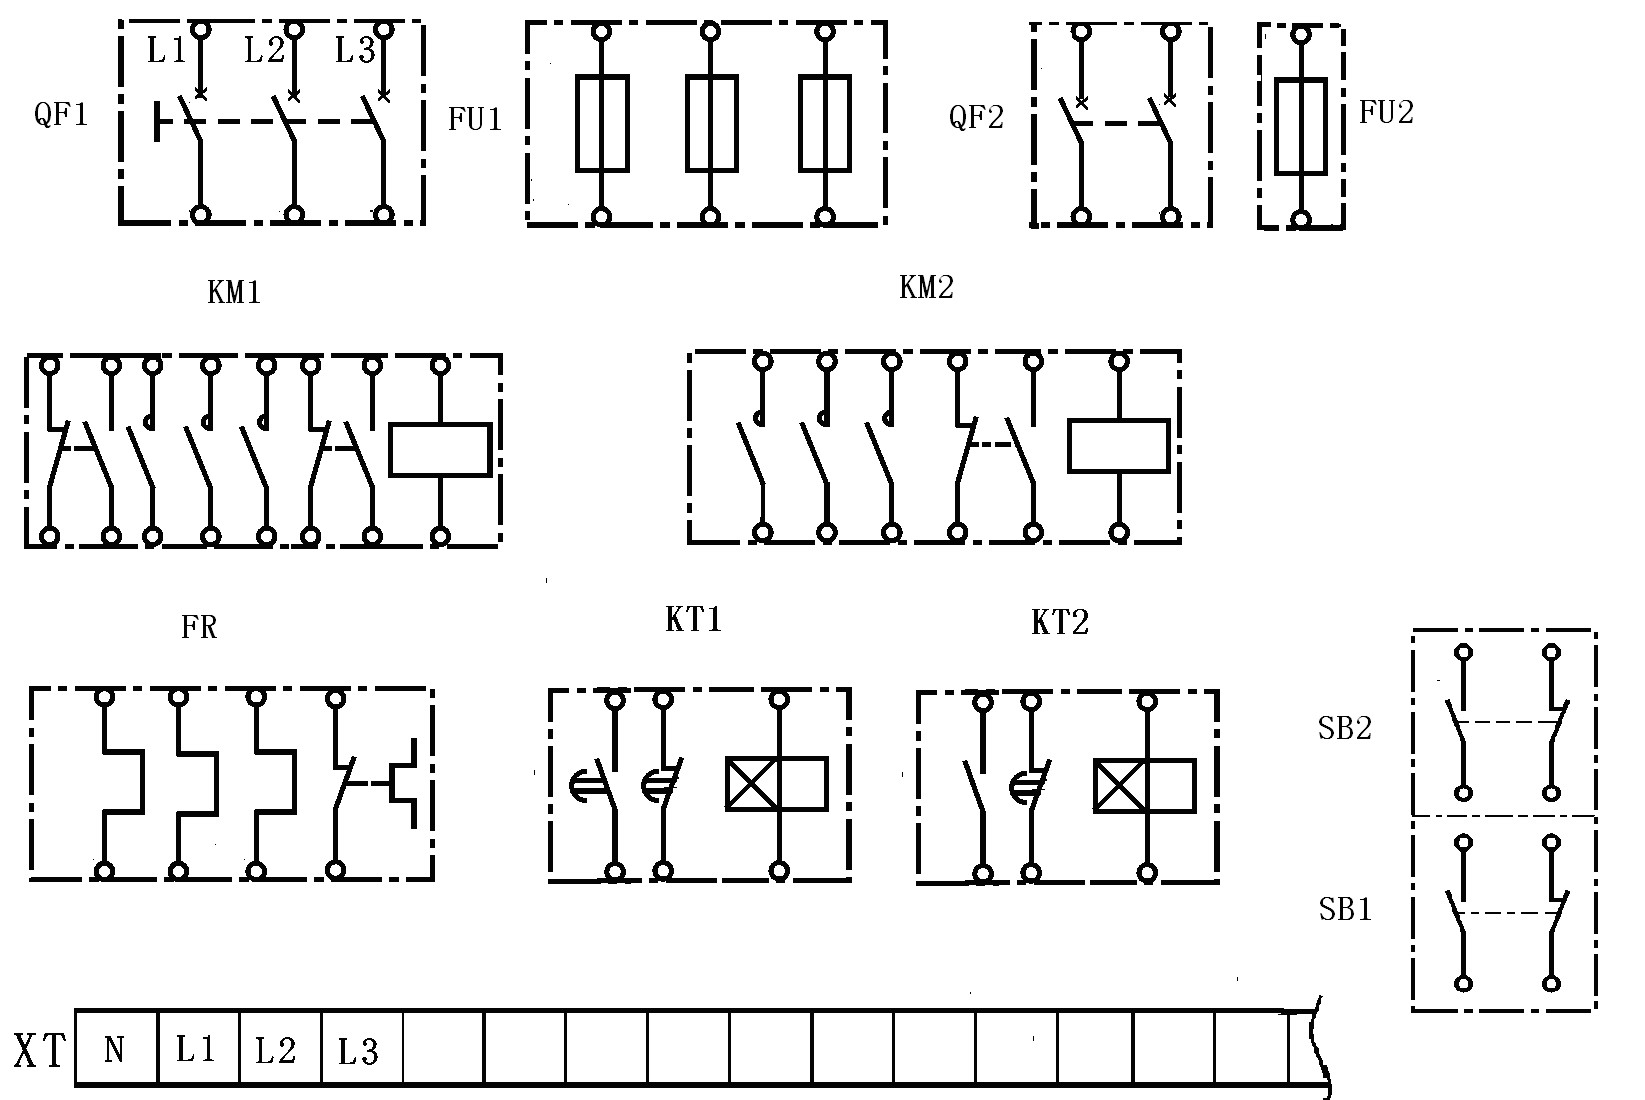 L1 L2 L3
QF1
FU1
QF2
FU2
KM1
KM2
FR
KT1
KT2
SB2
SB1
XT N L1 L2 L3